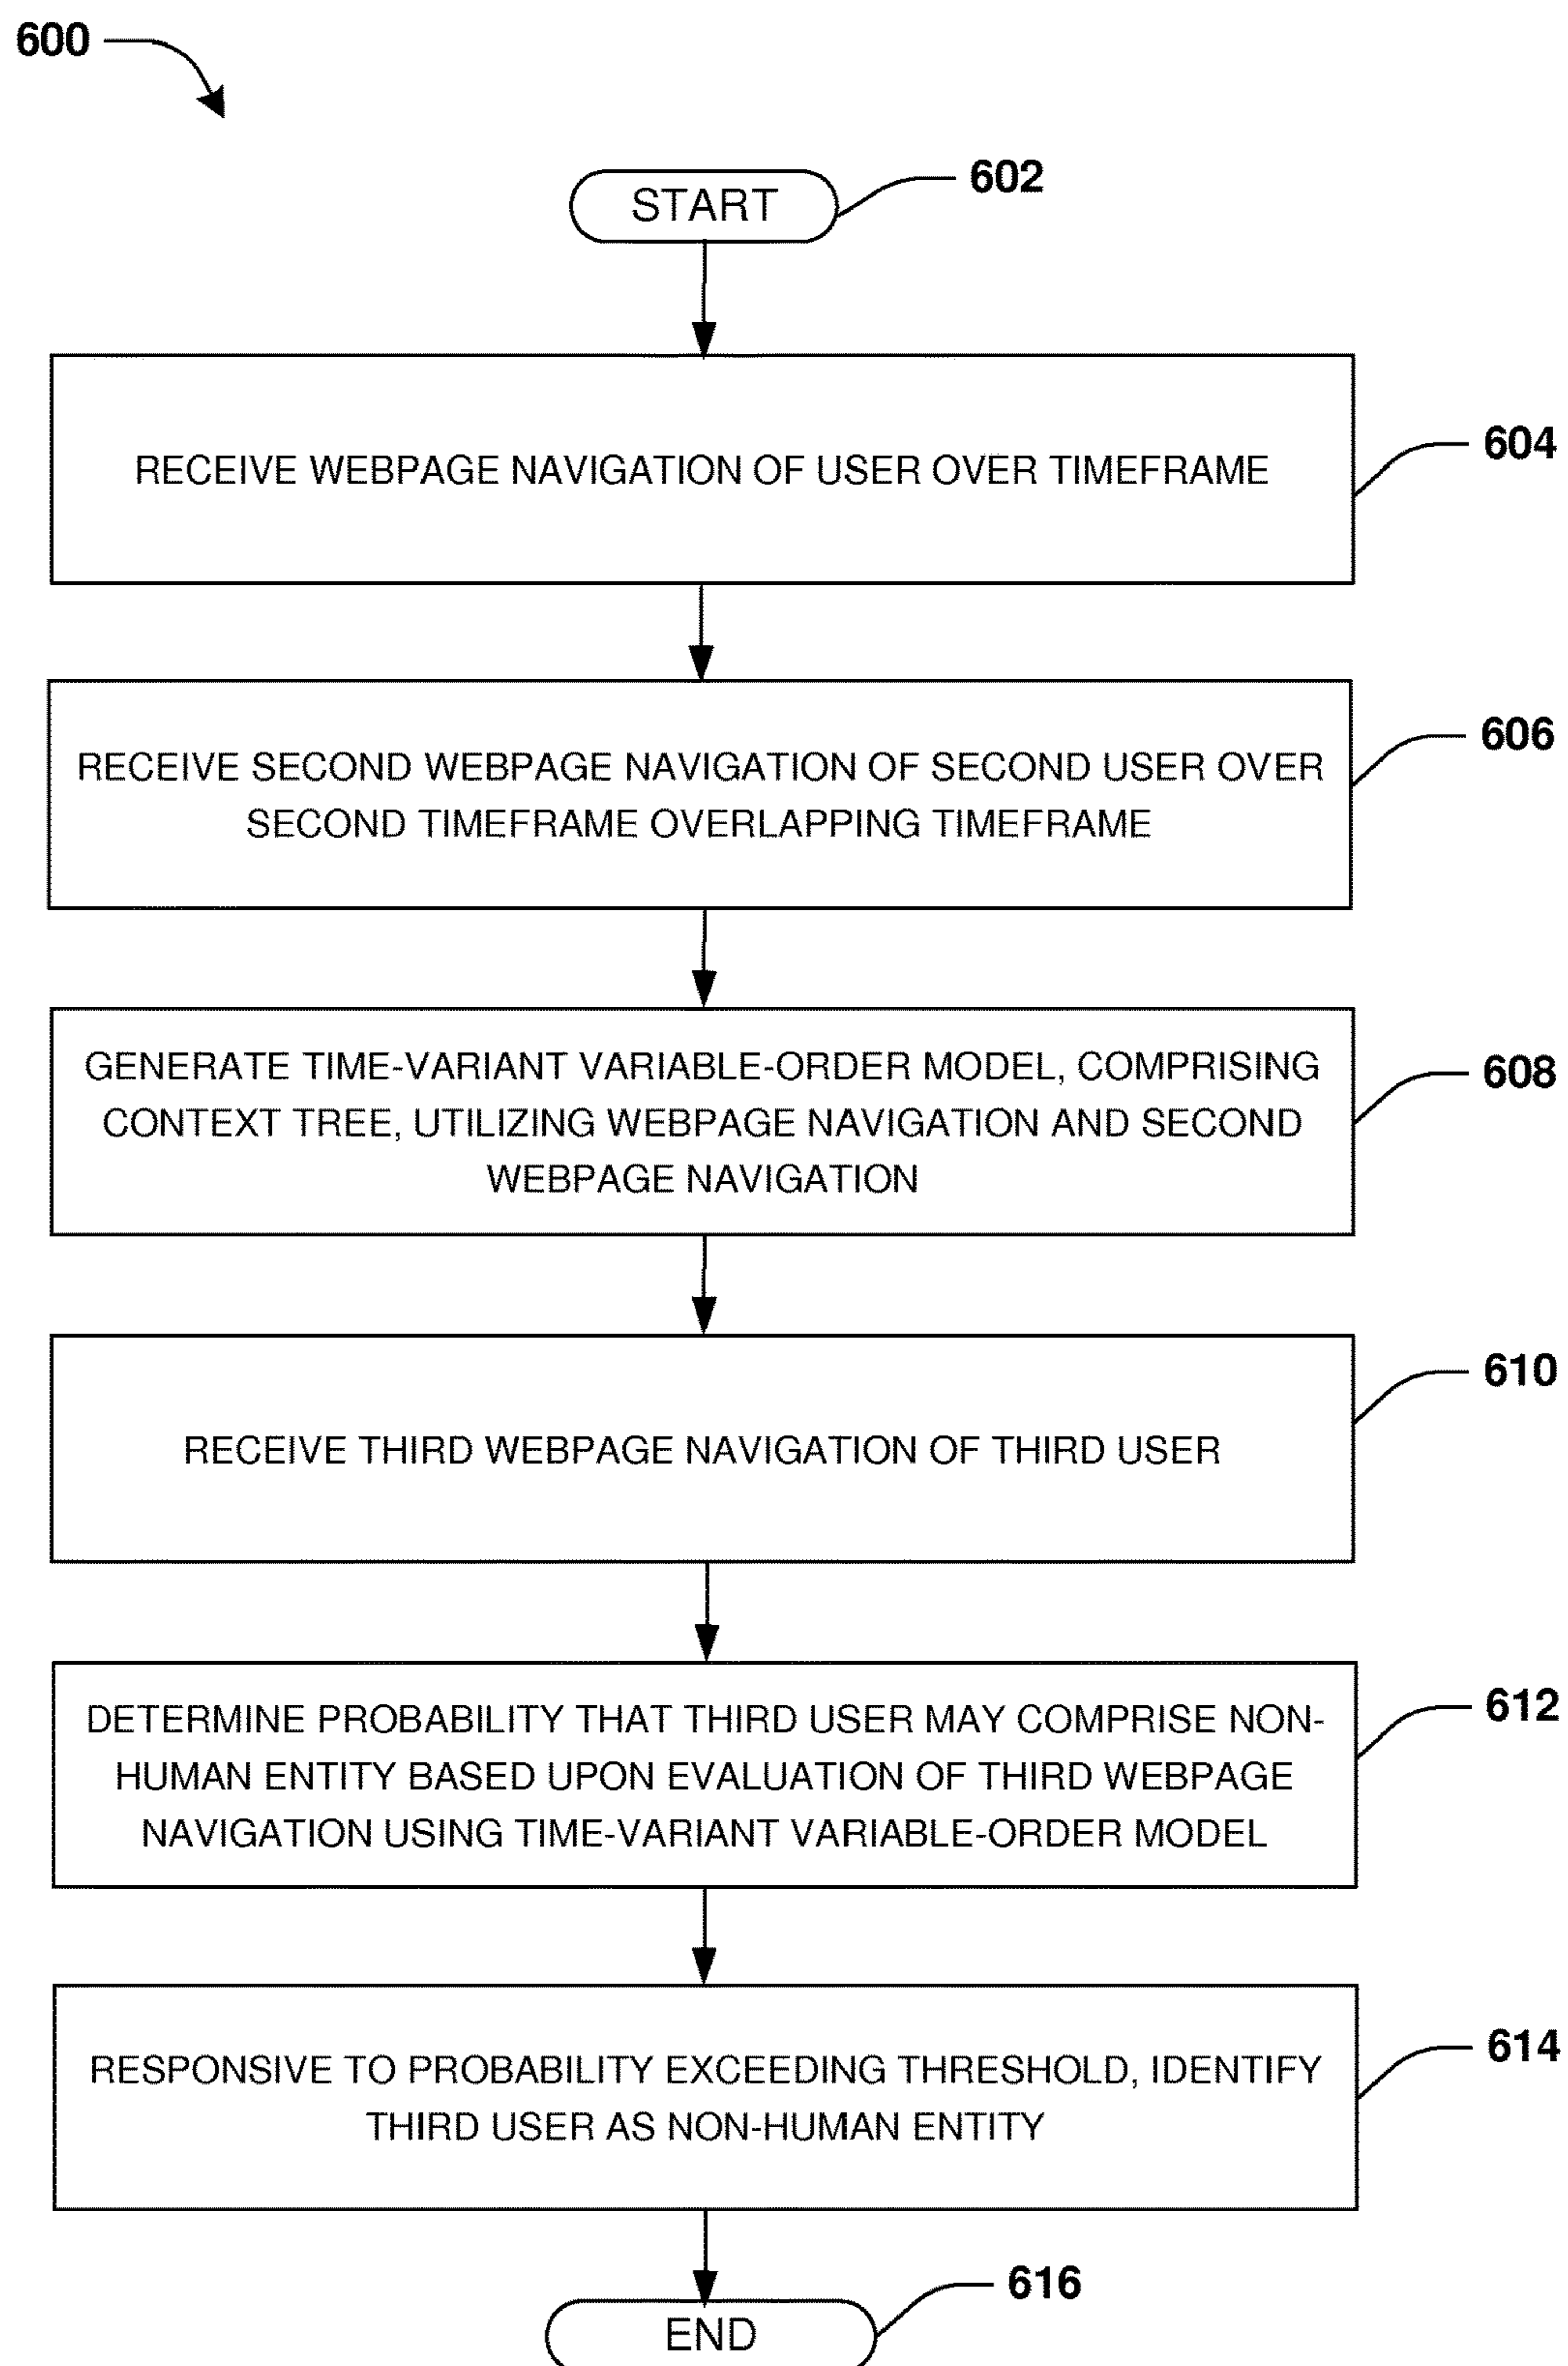 600
START
602
RECEIVE WEBPAGE NAVIGATION OF USER OVER TIMEFRAME
604
RECEIVE SECOND WEBPAGE NAVIGATION OF SECOND USER OVER
SECOND TIMEFRAME OVERLAPPING TIMEFRAME
606
GENERATE TIME-VARIANT VARIABLE-ORDER MODEL, COMPRISING
CONTEXT TREE, UTILIZING WEBPAGE NAVIGATION AND SECOND
WEBPAGE NAVIGATION
608
RECEIVE THIRD WEBPAGE NAVIGATION OF THIRD USER
610
DETERMINE PROBABILITY THAT THIRD USER MAY COMPRISE NON-
HUMAN ENTITY BASED UPON EVALUATION OF THIRD WEBPAGE
NAVIGATION USING TIME-VARIANT VARIABLE-ORDER MODEL
612
RESPONSIVE TO PROBABILITY EXCEEDING THRESHOLD, IDENTIFY
THIRD USER AS NON-HUMAN ENTITY
614
END
616